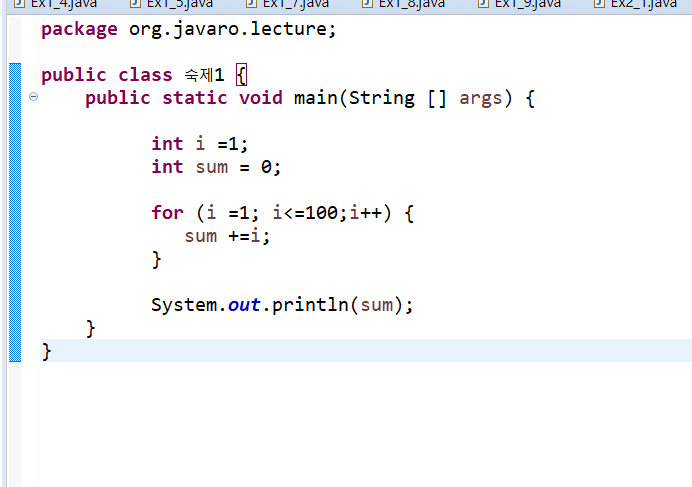 Ex1_4.java Ex1_5.java Ex1_7.java Ex1_8.java Ex1_9.java Ex2_1.java
package org.javaro.lecture;
public class 숙제1 {
public static void main(String [] args) {
int i =1;
int sum = 0;
for (i =1; i<=100;i++) {
sum +=i;
}
System.out.println(sum);
}
}